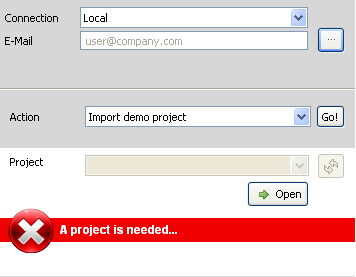 Connection Local
E-Mail user@company.com ...
Action Import demo project Go!
Project
Open
A project is needed...